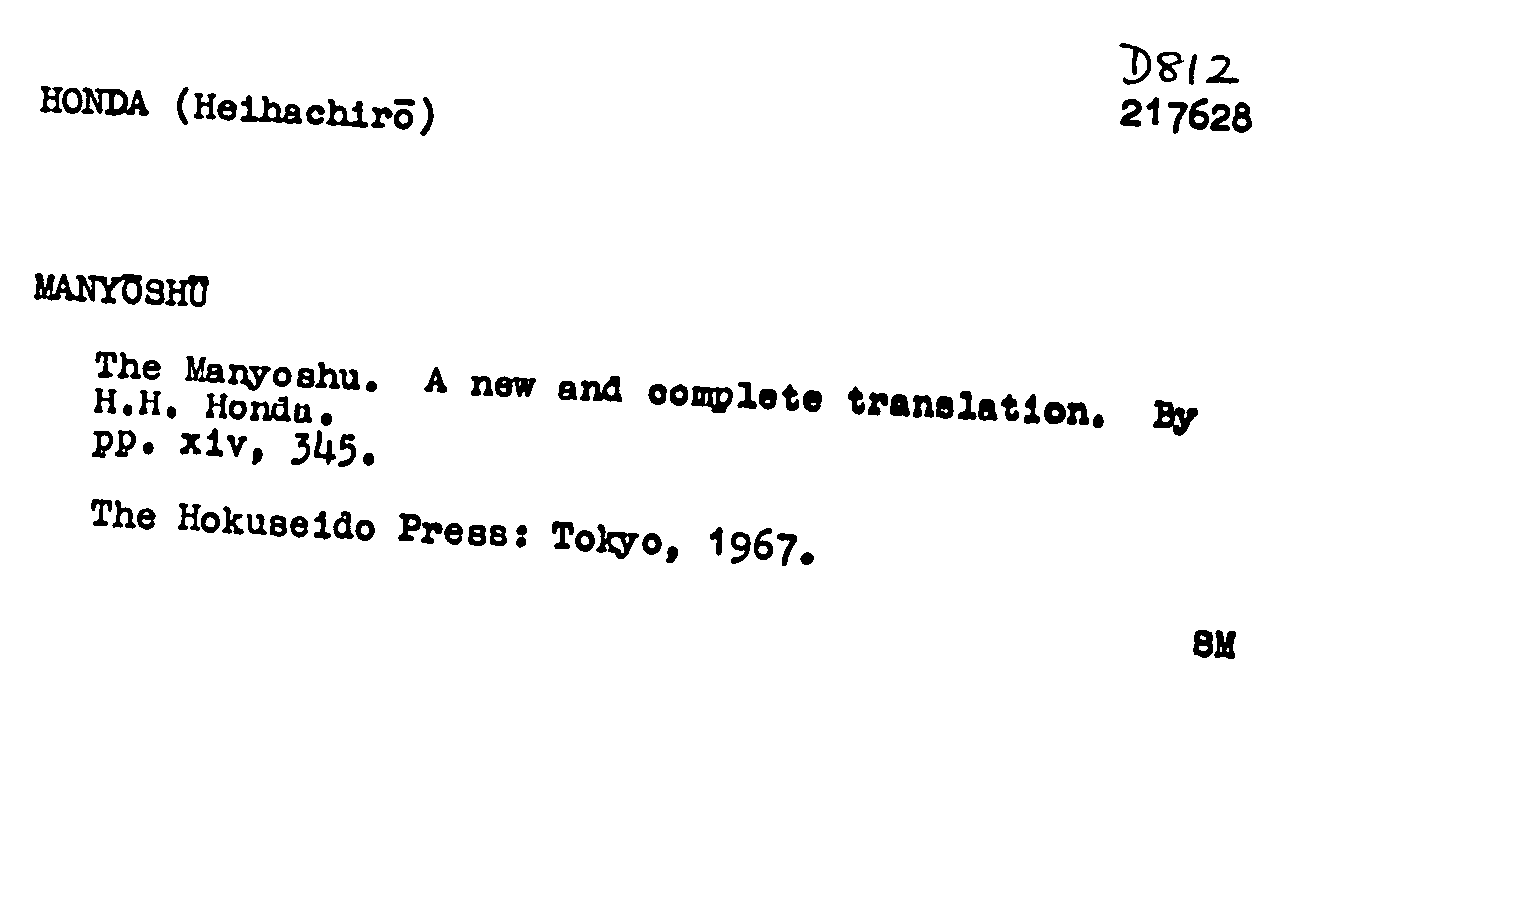 HONDA (Heihachirō)
D812
217628
MANYŌSHŪ
The Manyoshu. A new and complete translation. By
H.H. Honda.
pp. xiv, 345.
The Hokuseido Press: Tokyo, 1967.
SM